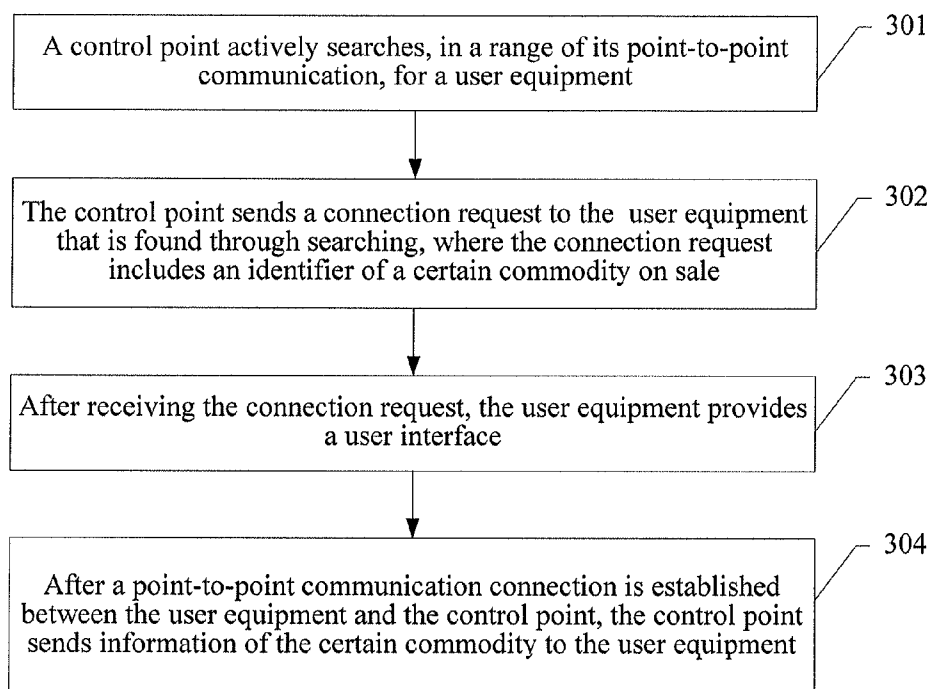 A control point actively searches, in a range of its point-to-point
communication, for a user equipment
301
The control point sends a connection request to the user equipment
that is found through searching, where the connection request
includes an identifier of a certain commodity on sale
302
After receiving the connection request, the user equipment provides
a user interface
303
After a point-to-point communication connection is established
between the user equipment and the control point, the control point
sends information of the certain commodity to the user equipment
304